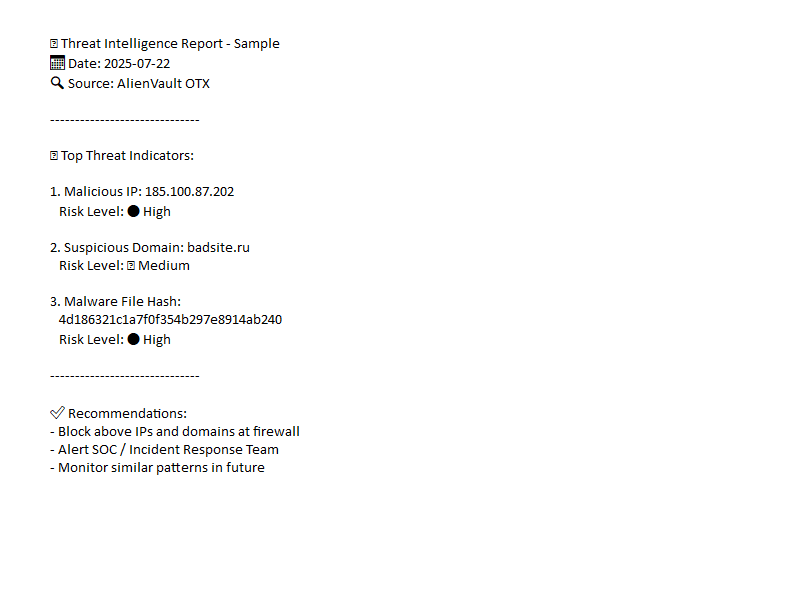 Threat Intelligence Report - Sample
Date: 2025-07-22
🔍 Source: AlienVault OTX
------------------------------
Top Threat Indicators:
1. Malicious IP: 185.100.87.202
Risk Level: ⚫ High
2. Suspicious Domain: badsite.ru
Risk Level: Medium
3. Malware File Hash:
4d186321c1a7f0f354b297e8914ab240
Risk Level: ⚫ High
------------------------------
✅ Recommendations:
- Block above IPs and domains at firewall
- Alert SOC / Incident Response Team
- Monitor similar patterns in future